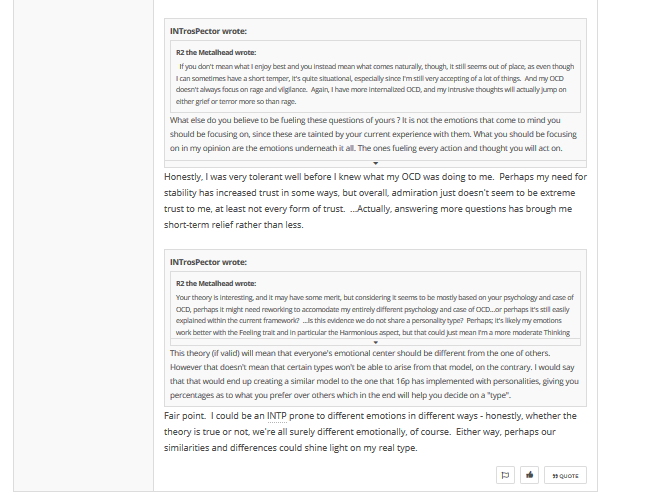 INTrosPector wrote:
R2 the Metalhead wrote:
If you don't mean what I enjoy best and you instead mean what comes naturally, though, it still seems out of place, as even though
I can sometimes have a short temper, it's quite situational, especially since I'm still very accepting of a lot of things.  And my OCD
doesn't always focus on rage and vigilance.  Again, I have more internalized OCD, and my intrusive thoughts will actually jump on
either grief or terror more so than rage.
What else do you believe to be fueling these questions of yours ? It is not the emotions that come to mind you
should be focusing on, since these are tainted by your current experience with them. What you should be focusing
on in my opinion are the emotions underneath it all. The ones fueling every action and thought you will act on.
Honestly, I was very tolerant well before I knew what my OCD was doing to me.  Perhaps my need for
stability has increased trust in some ways, but overall, admiration just doesn't seem to be extreme
trust to me, at least not every form of trust.  ...Actually, answering more questions has brough me
short-term relief rather than less.
INTrosPector wrote:
R2 the Metalhead wrote:
Your theory is interesting, and it may have some merit, but considering it seems to be mostly based on your psychology and case of
OCD, perhaps it might need reworking to accomodate my entirely different psychology and case of OCD...or perhaps it's still easily
explained within the current framework?  ...Is this evidence we do not share a personality type?  Perhaps; it's likely my emotions
work better with the Feeling trait and in particular the Harmonious aspect, but that could just mean I'm a more moderate Thinking
This theory (if valid) will mean that everyone's emotional center should be different from the one of others.
However that doesn't mean that certain types won't be able to arise from that model, on the contrary. I would say
that that would end up creating a similar model to the one that 16p has implemented with personalities, giving you
percentages as to what you prefer over others which in the end will help you decide on a "type".
Fair point.  I could be an INTP prone to different emotions in different ways - honestly, whether the
theory is true or not, we're all surely different emotionally, of course.  Either way, perhaps our
similarities and differences could shine light on my real type.
QUOTE